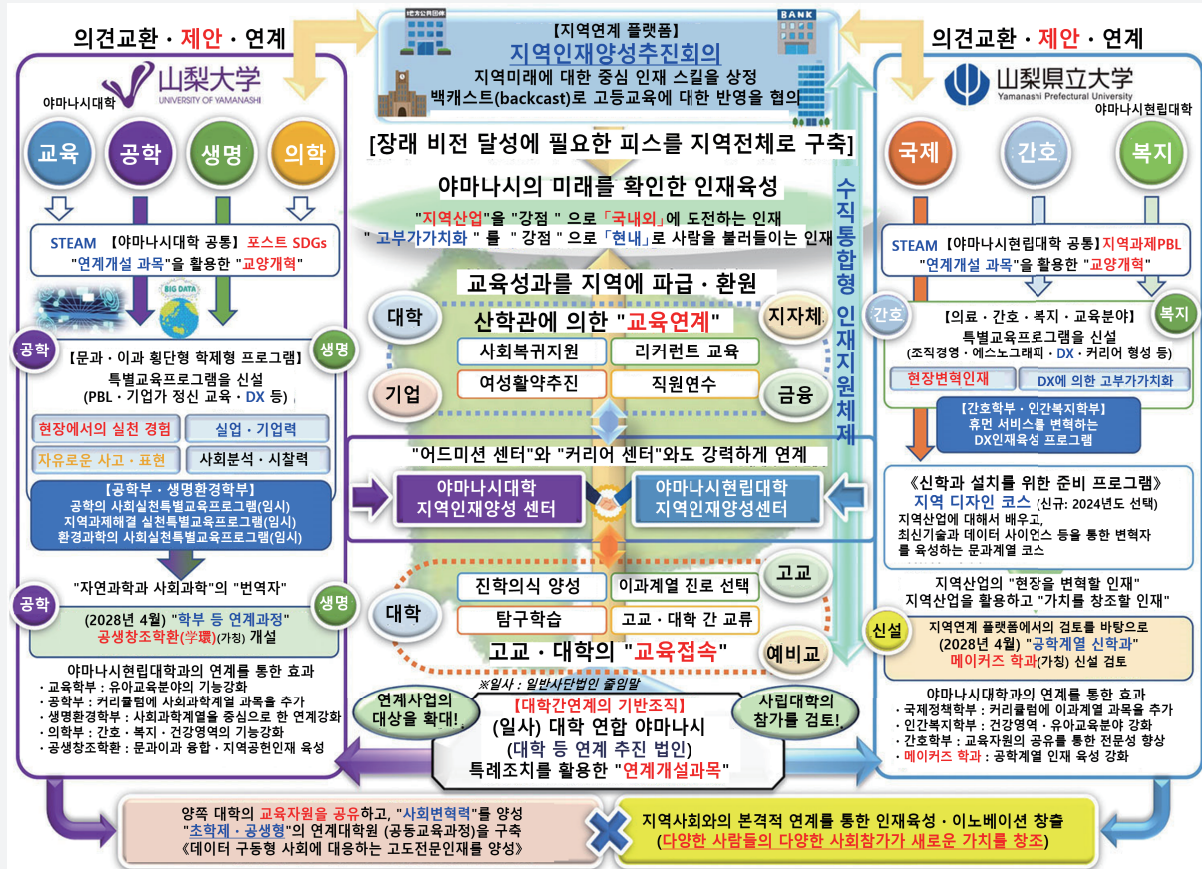 의견교환 · 제안 · 연계
山梨大学
UNIVERSITY OF YAMANASHI
야마나시대학
교육
공학
생명
의학
STEAM 【야마나시대학 공통】 포스트 SDGs
"연계개설 과목"을 활용한 "교양개혁"
BIG DATA
공학
생명
【문과 · 이과 횡단형 학제형 프로그램】
특별교육프로그램을 신설
(PBL · 기업가 정신 교육 · DX 등)
현장에서의 실천 경험
실업 · 기업력
자유로운 사고 · 표현
사회분석 · 시찰력
【공학부 · 생명환경학부】
공학의 사회실천특별교육프로그램(임시)
지역과제해결 실천특별교육프로그램(임시)
환경과학의 사회실천특별교육프로그램(임시)
"자연과학과 사회과학"의 "번역자"
공학
생명
(2028년 4월) "학부 등 연계과정"
공생창조학환(学環)(가칭) 개설
야마나시현립대학과의 연계를 통한 효과
· 교육학부 : 유아교육분야의 기능강화
· 공학부 : 커리큘럼에 사회과학계열 과목을 추가
· 생명환경학부 : 사회과학계열을 중심으로 한 연계강화
· 의학부 : 간호 · 복지 · 건강영역의 기능강화
· 공생창조학환 : 문과이과 융합 · 지역공헌인재 육성
地方公共団体
BANK
【지역연계 플랫폼】
지역인재양성추진회의
지역미래에 대한 중심 인재 스킬을 상정
백캐스트(backcast)로 고등교육에 대한 반영을 협의
[장래 비전 달성에 필요한 피스를 지역전체로 구축]
야마나시의 미래를 확인한 인재육성
"지역산업"을 "강점 " 으로 「국내외」에 도전하는 인재
" 고부가가치화 " 를 " 강점 " 으로 「현내」로 사람을 불러들이는 인재
교육성과를 지역에 파급 · 환원
대학
지자체
산학관에 의한 "교육연계"
사회복귀지원
리커런트 교육
여성활약추진
직원연수
기업
금융
수직통합형 인재지원체제
"어드미션 센터"와 "커리어 센터"와도 강력하게 연계
야마나시대학
지역인재양성 센터
야마나시현립대학
지역인재양성센터
진학의식 양성
이과계열 진로 선택
고교
대학
탐구학습
고교 · 대학 간 교류
고교 · 대학의 "교육접속"
예비교
※일사 : 일반사단법인 줄임말
연계사업의
대상을 확대!
【대학간연계의 기반조직】
(일사) 대학 연합 야마나시
(대학 등 연계 추진 법인)
특례조치를 활용한 "연계개설과목"
사립대학의
참가를 검토!
의견교환 · 제안 · 연계
山梨県立大学
Yamanashi Prefectural University
야마나시현립대학
국제
간호
복지
STEAM 【야마나시현립대학 공통】 지역과제PBL
"연계개설 과목"을 활용한 "교양개혁"
간호
복지
【의료 · 간호 · 복지 · 교육분야】
특별교육프로그램을 신설
(조직경영 · 에스노그래피 · DX · 커리어 형성 등)
현장변혁인재
DX에 의한 고부가가치화
【간호학부 · 인간복지학부】
휴먼 서비스를 변혁하는
DX인재육성 프로그램
《신학과 설치를 위한 준비 프로그램》
지역 디자인 코스 (신규: 2024년도 선택)
지역산업에 대해서 배우고,
최신기술과 데이터 사이언스 등을 통한 변혁자
를 육성하는 문과계열 코스
지역산업의 "현장을 변혁할 인재"
지역산업을 활용하고 "가치를 창조할 인재"
신설
지역연계 플랫폼에서의 검토를 바탕으로
(2028년 4월) "공학계열 신학과"
메이커즈 학과(가칭) 신설 검토
야마나시대학과의 연계를 통한 효과
· 국제정책학부 : 커리큘럼에 이과계열 과목을 추가
· 인간복지학부 : 건강영역 · 유아교육분야 강화
· 간호학부 : 교육자원의 공유를 통한 전문성 향상
· 메이커즈 학과 : 공학계열 인재 육성 강화
양쪽 대학의 교육자원을 공유하고, "사회변혁력"를 양성
"초학제 · 공생형"의 연계대학원 (공동교육과정)을 구축
《데이터 구동형 사회에 대응하는 고도전문인재를 양성》
지역사회와의 본격적 연계를 통한 인재육성 · 이노베이션 창출
(다양한 사람들의 다양한 사회참가가 새로운 가치를 창조)